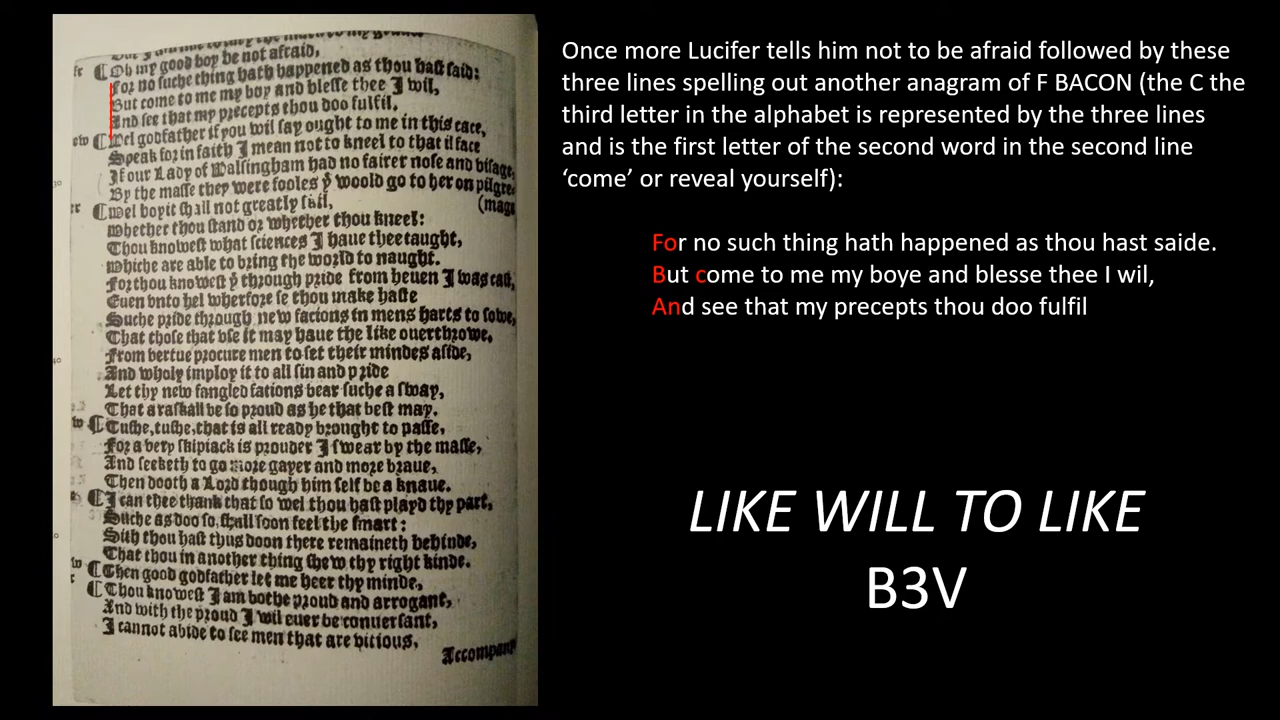 Oh my good boy be not afraid,
For no suche thing hath happened as thou hast said:
But come to me my boy and blesse thee I wil,
And see that my precepts thou doo fulfil.
Wel godfather if you wil say ought to me in this cace,
Speak for in faith I mean not to kneel to that il face
If our Lady of Walsingham had no fairer nose and visage,
By the masse they were fooles yͭ woold go to her on pilgre-
Wel boy it shall not greatly skil, (mage
whether thou stand or whether thou kneel:
Thou knowest what sciences I haue thee taught,
whiche are able to bring the world to naught.
For thou knowest yͭ through pride from heuen I was cast,
Euen vnto hel wherfore se thou make haste
Suche pride through new facions in mens harts to sowe,
That those that vse it may haue the like ouerthrowe.
From vertue procure men to set their mindes aside,
And wholy imploy it to all sin and pride
Let thy new fangled fations bear suche a sway,
That a raskall be so proud as he that best may.
Tushe, tushe, that is all ready brought to passe,
For a very skipiack is prouder I swear by the masse,
And seeketh to go more gayer and more braue,
Then dooth a Lord though him self be a knaue.
I can thee thank that so wel thou hast playd thy part,
Suche as doo so, shall soon feel the smart:
Sith thou hast thus doon there remaineth behinde,
That thou in another thing shew thy right kinde.
Then good godfather let me heer thy minde,
Thou knowest I am bothe proud and arrogant,
And with the proud I wil euer be conuersant,
I cannot abide to see men that are vitious,
Accompan
Once more Lucifer tells him not to be afraid followed by these
three lines spelling out another anagram of F BACON (the C the
third letter in the alphabet is represented by the three lines
and is the first letter of the second word in the second line
‘come’ or reveal yourself):
For no such thing hath happened as thou hast saide.
But come to me my boye and blesse thee I wil,
And see that my precepts thou doo fulfil
LIKE WILL TO LIKE
B3V